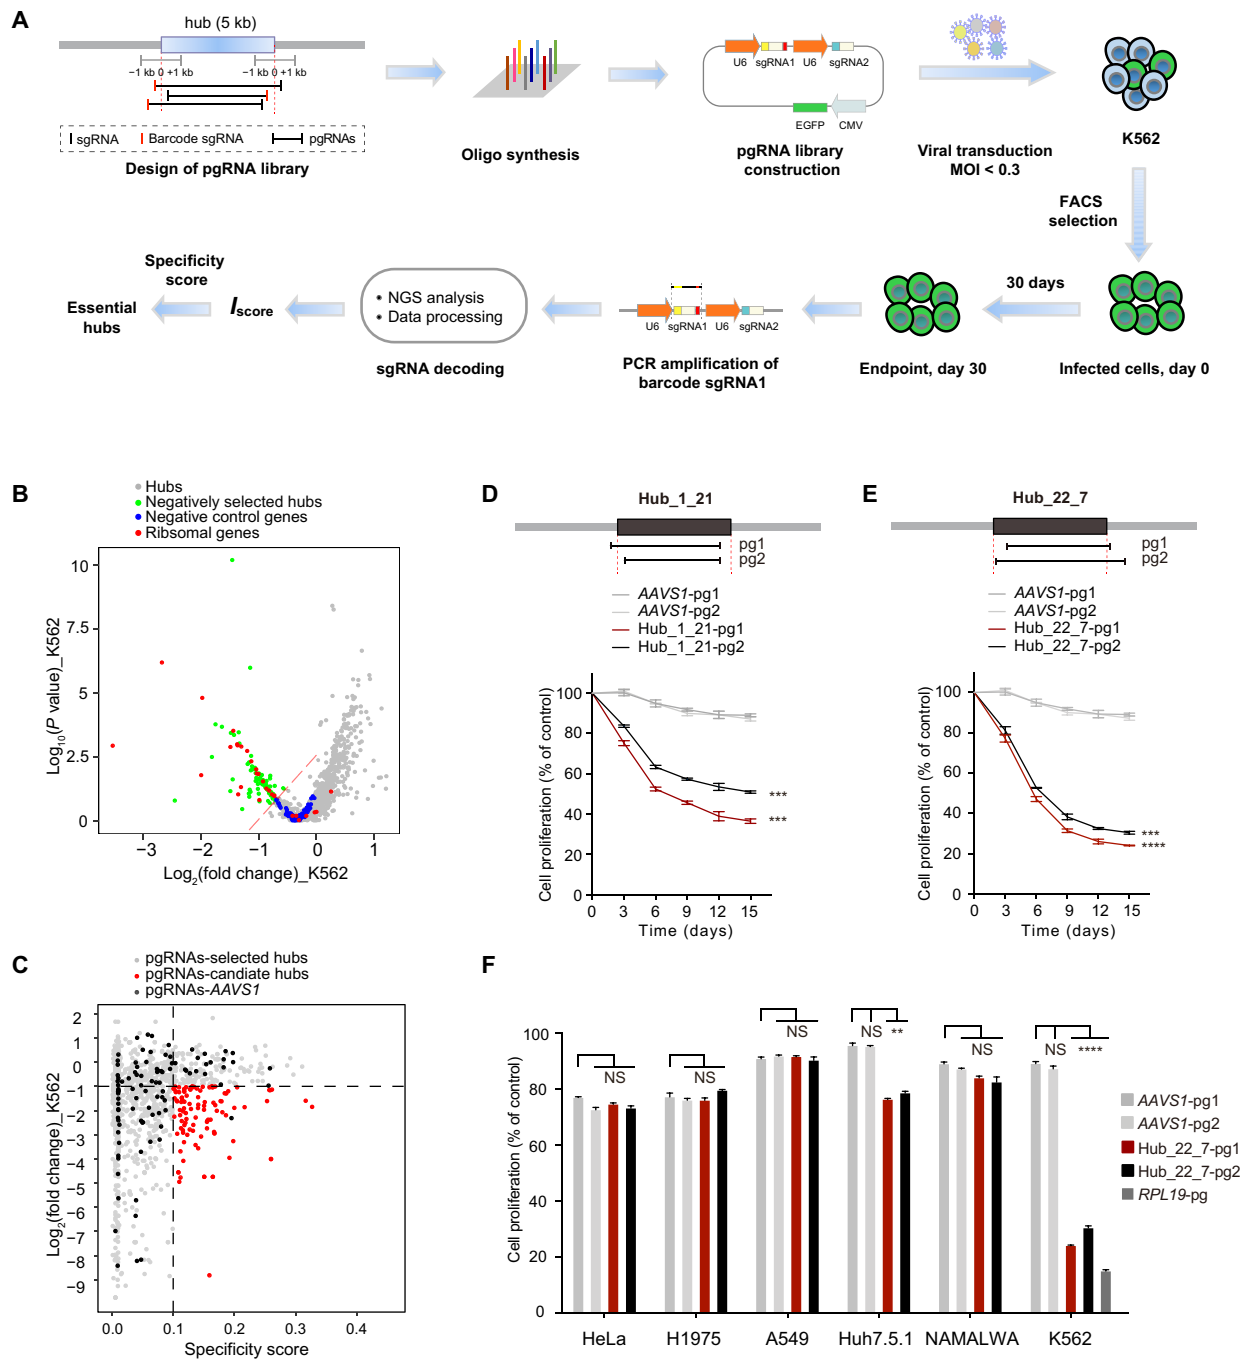 A
hub (5 kb)
−1 kb 0 +1 kb
−1 kb 0 +1 kb
sgRNA
Barcode sgRNA
pgRNAs
Design of pgRNA library
Oligo synthesis
U6 sgRNA1 U6 sgRNA2
EGFP CMV
pgRNA library
construction
Viral transduction
MOI < 0.3
K562
FACS
selection
Specificity
score
Essential
hubs
Iscore
• NGS analysis
• Data processing
sgRNA decoding
U6 sgRNA1 U6 sgRNA2
PCR amplification of
barcode sgRNA1
Endpoint, day 30
30 days
Infected cells, day 0
B
Hubs
Negatively selected hubs
Negative control genes
Ribsomal genes
Log10(P value)_K562
10
7.5
5
2.5
0
−3 −2 −1 0 1
Log2(fold change)_K562
C
pgRNAs-selected hubs
pgRNAs-candiate hubs
pgRNAs-AAVS1
Log2(fold change)_K562
2
1
0
−1
−2
−3
−4
−5
−6
−7
−8
−9
0.0 0.1 0.2 0.3 0.4
Specificity score
D
Hub_1_21
pg1
pg2
AAVS1-pg1
AAVS1-pg2
Hub_1_21-pg1
Hub_1_21-pg2
Cell proliferation (% of control)
100
80
60
40
20
0
***
***
0 3 6 9 12 15
Time (days)
E
Hub_22_7
pg1
pg2
AAVS1-pg1
AAVS1-pg2
Hub_22_7-pg1
Hub_22_7-pg2
Cell proliferation (% of control)
100
80
60
40
20
0
***
****
0 3 6 9 12 15
Time (days)
F
Cell proliferation (% of control)
100
80
60
40
20
0
NS
NS
NS
NS **
NS
NS ****
HeLa H1975 A549 Huh7.5.1 NAMALWA K562
AAVS1-pg1
AAVS1-pg2
Hub_22_7-pg1
Hub_22_7-pg2
RPL19-pg